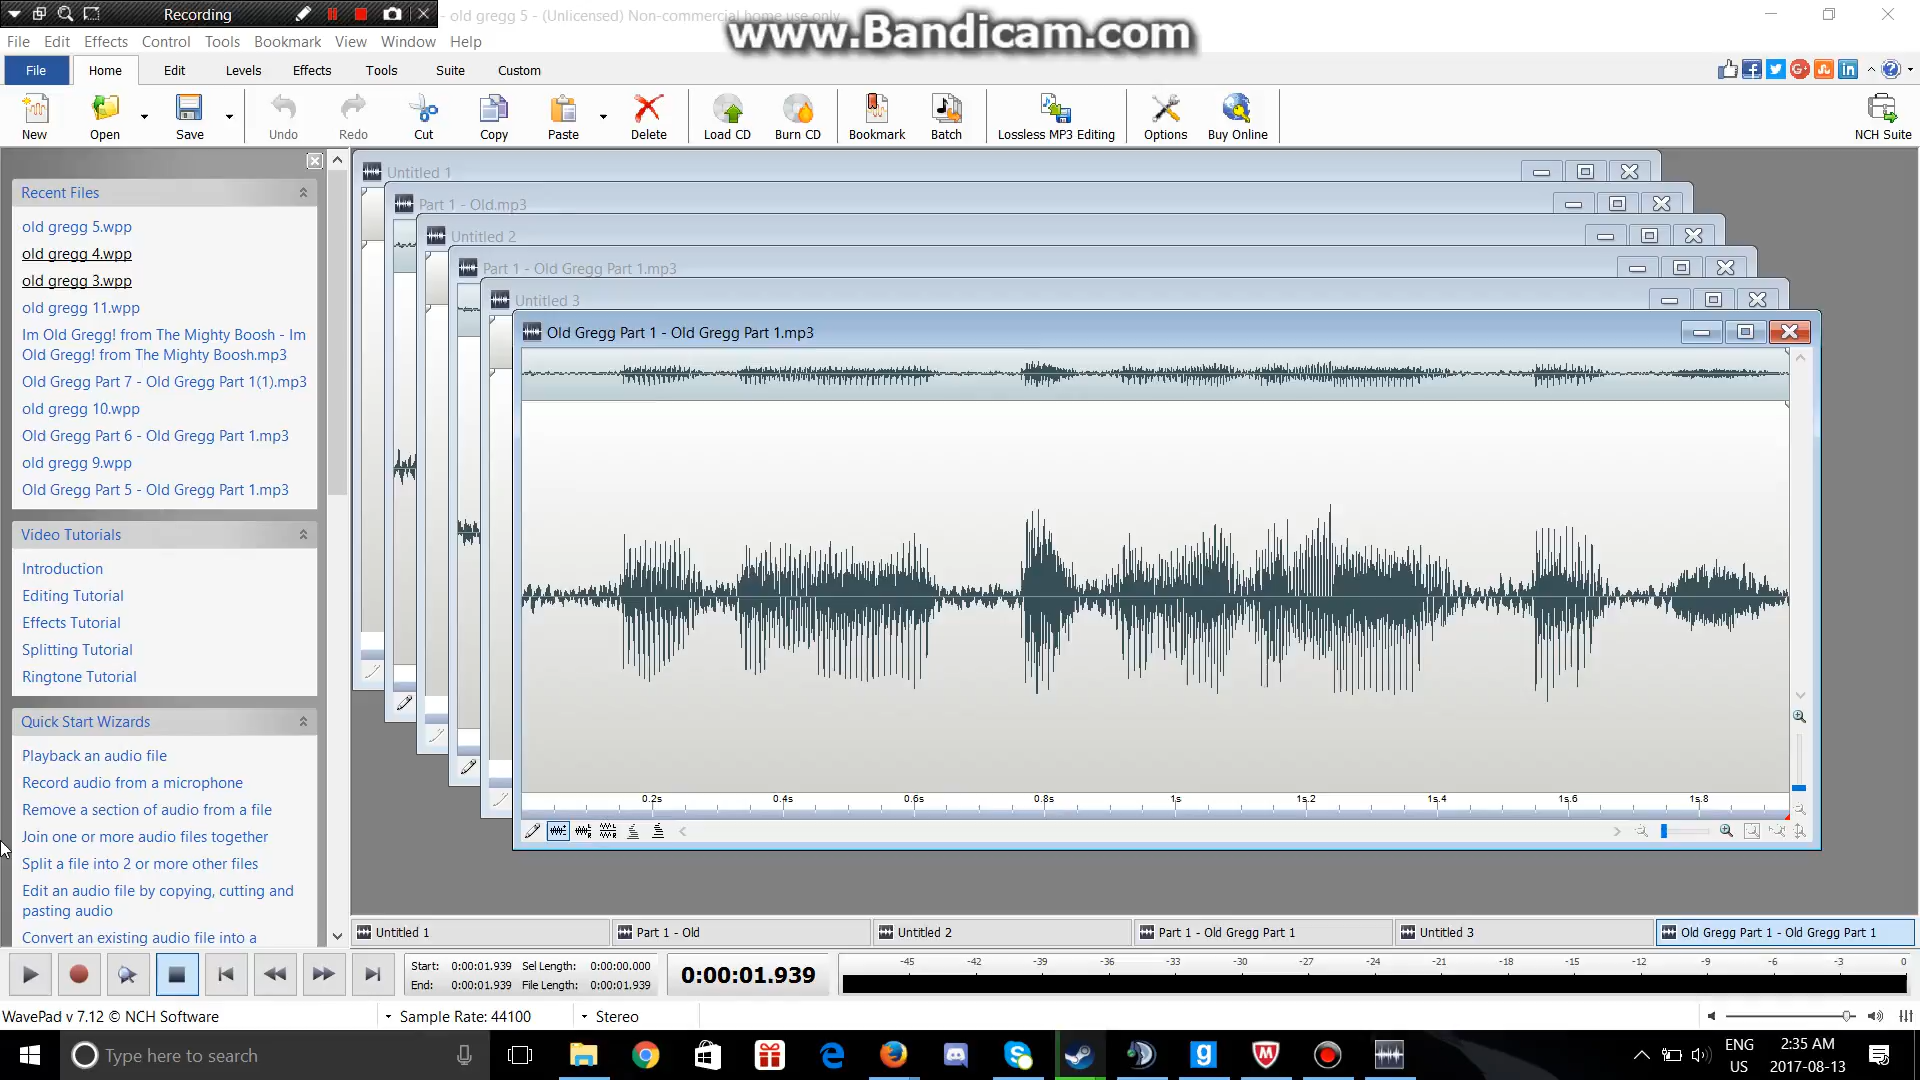 Recording
- old gregg 5 - (Unlicensed) Non-commercial home use only
www.Bandicam.com
File Edit Effects Control Tools Bookmark View Window Help
File Home Edit Levels Effects Tools Suite Custom
New Open Save Undo Redo Cut Copy Paste Delete Load CD Burn CD Bookmark Batch Lossless MP3 Editing Options Buy Online NCH Suite
Recent Files
old gregg 5.wpp
old gregg 4.wpp
old gregg 3.wpp
old gregg 11.wpp
Im Old Gregg! from The Mighty Boosh - Im
Old Gregg! from The Mighty Boosh.mp3
Old Gregg Part 7 - Old Gregg Part 1(1).mp3
old gregg 10.wpp
Old Gregg Part 6 - Old Gregg Part 1.mp3
old gregg 9.wpp
Old Gregg Part 5 - Old Gregg Part 1.mp3
Video Tutorials
Introduction
Editing Tutorial
Effects Tutorial
Splitting Tutorial
Ringtone Tutorial
Quick Start Wizards
Playback an audio file
Record audio from a microphone
Remove a section of audio from a file
Join one or more audio files together
Split a file into 2 or more other files
Edit an audio file by copying, cutting and
pasting audio
Convert an existing audio file into a
Untitled 1
Part 1 - Old.mp3
Untitled 2
Part 1 - Old Gregg Part 1.mp3
Untitled 3
Old Gregg Part 1 - Old Gregg Part 1.mp3
0.2s 0.4s 0.6s 0.8s 1s 1s.2 1s.4 1s.6 1s.8
Untitled 1 Part 1 - Old Untitled 2 Part 1 - Old Gregg Part 1 Untitled 3 Old Gregg Part 1 - Old Gregg Part 1
Start: 0:00:01.939 Sel Length: 0:00:00.000
End: 0:00:01.939 File Length: 0:00:01.939
0:00:01.939
-45 -42 -39 -36 -33 -30 -27 -24 -21 -18 -15 -12 -9 -6 -3 0
WavePad v 7.12 © NCH Software Sample Rate: 44100 Stereo
Type here to search
ENG
US
2:35 AM
2017-08-13